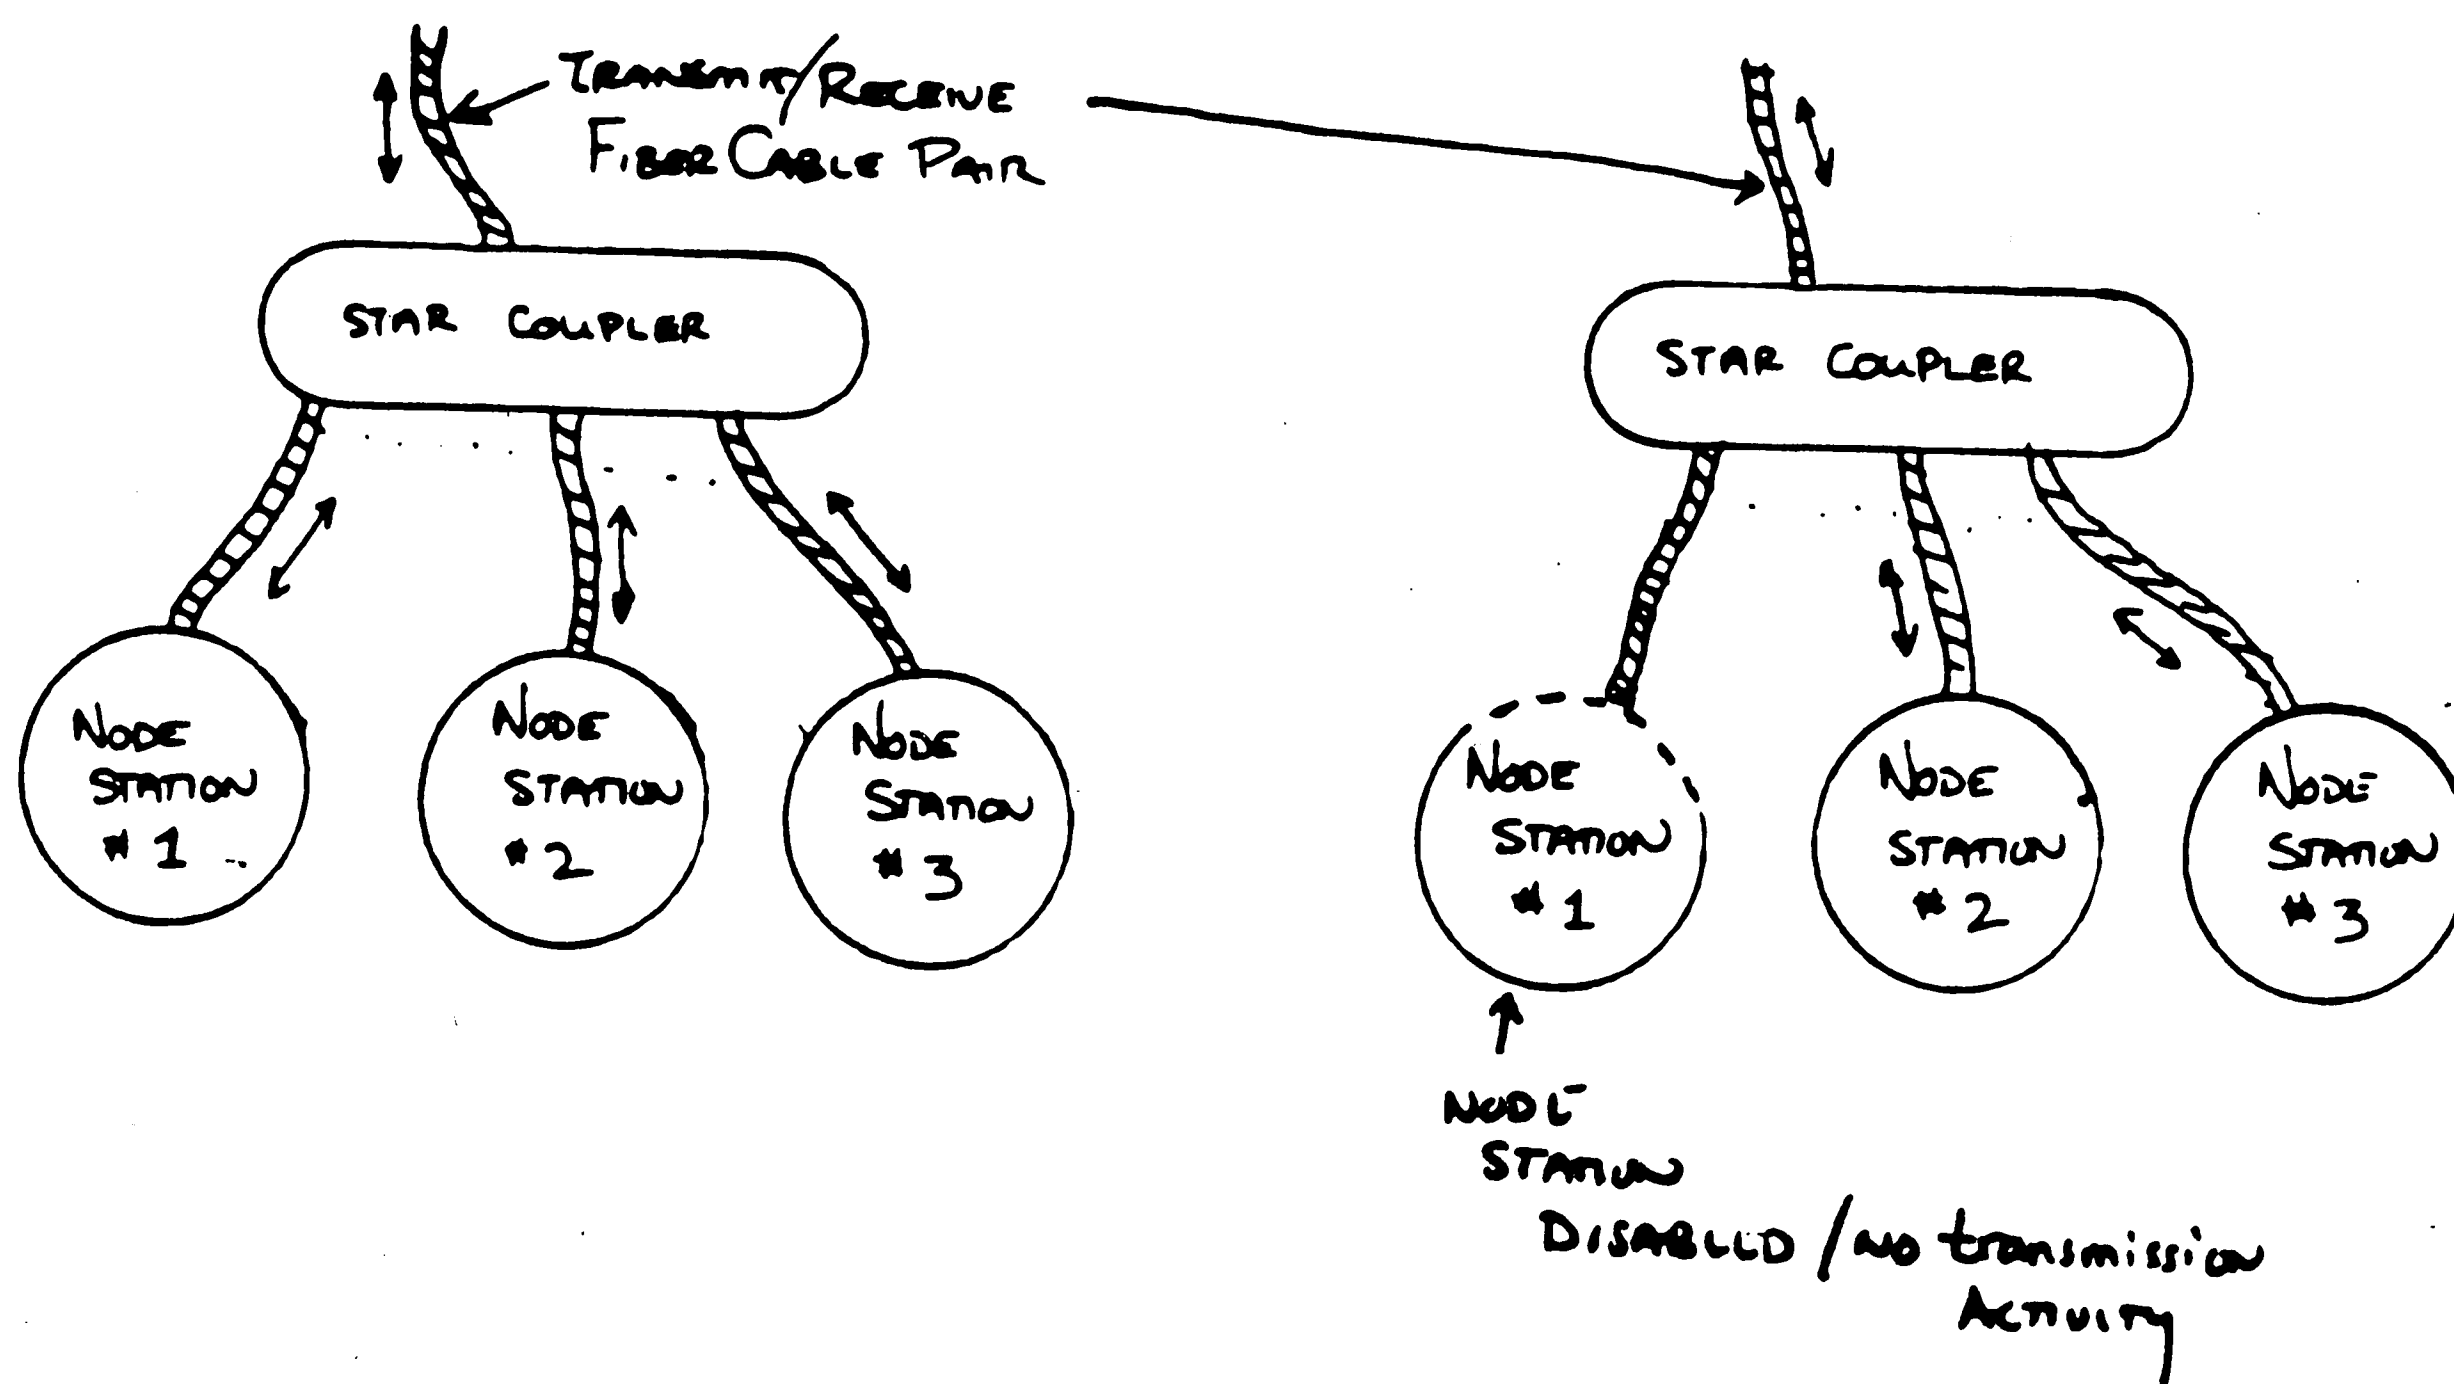 TRANSMIT/RECEIVE
FIBER CABLE PAIR
STAR COUPLER
NODE
STATION
# 1
NODE
STATION
# 2
NODE
STATION
# 3
STAR COUPLER
NODE
STATION
# 1
NODE
STATION
# 2
NODE
STATION
# 3
NODE
STATION
DISABLED / NO transmission
ACTIVITY